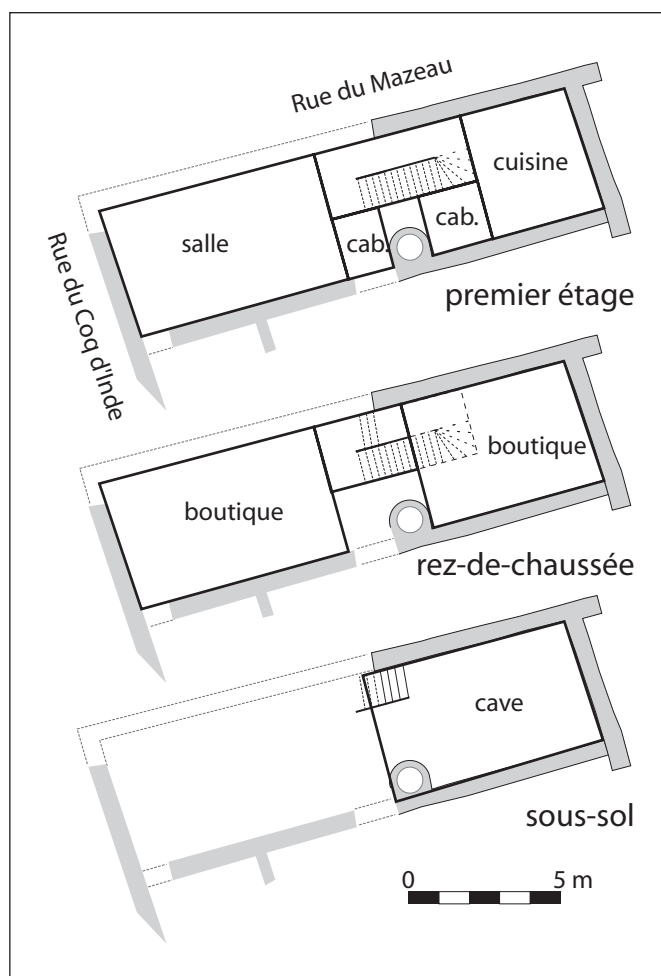 Rue du Mazeau
cuisine
cab.
salle
cab.
Rue du Coq d'Inde
premier étage
boutique
boutique
rez-de-chaussée
cave
sous-sol
0 5 m